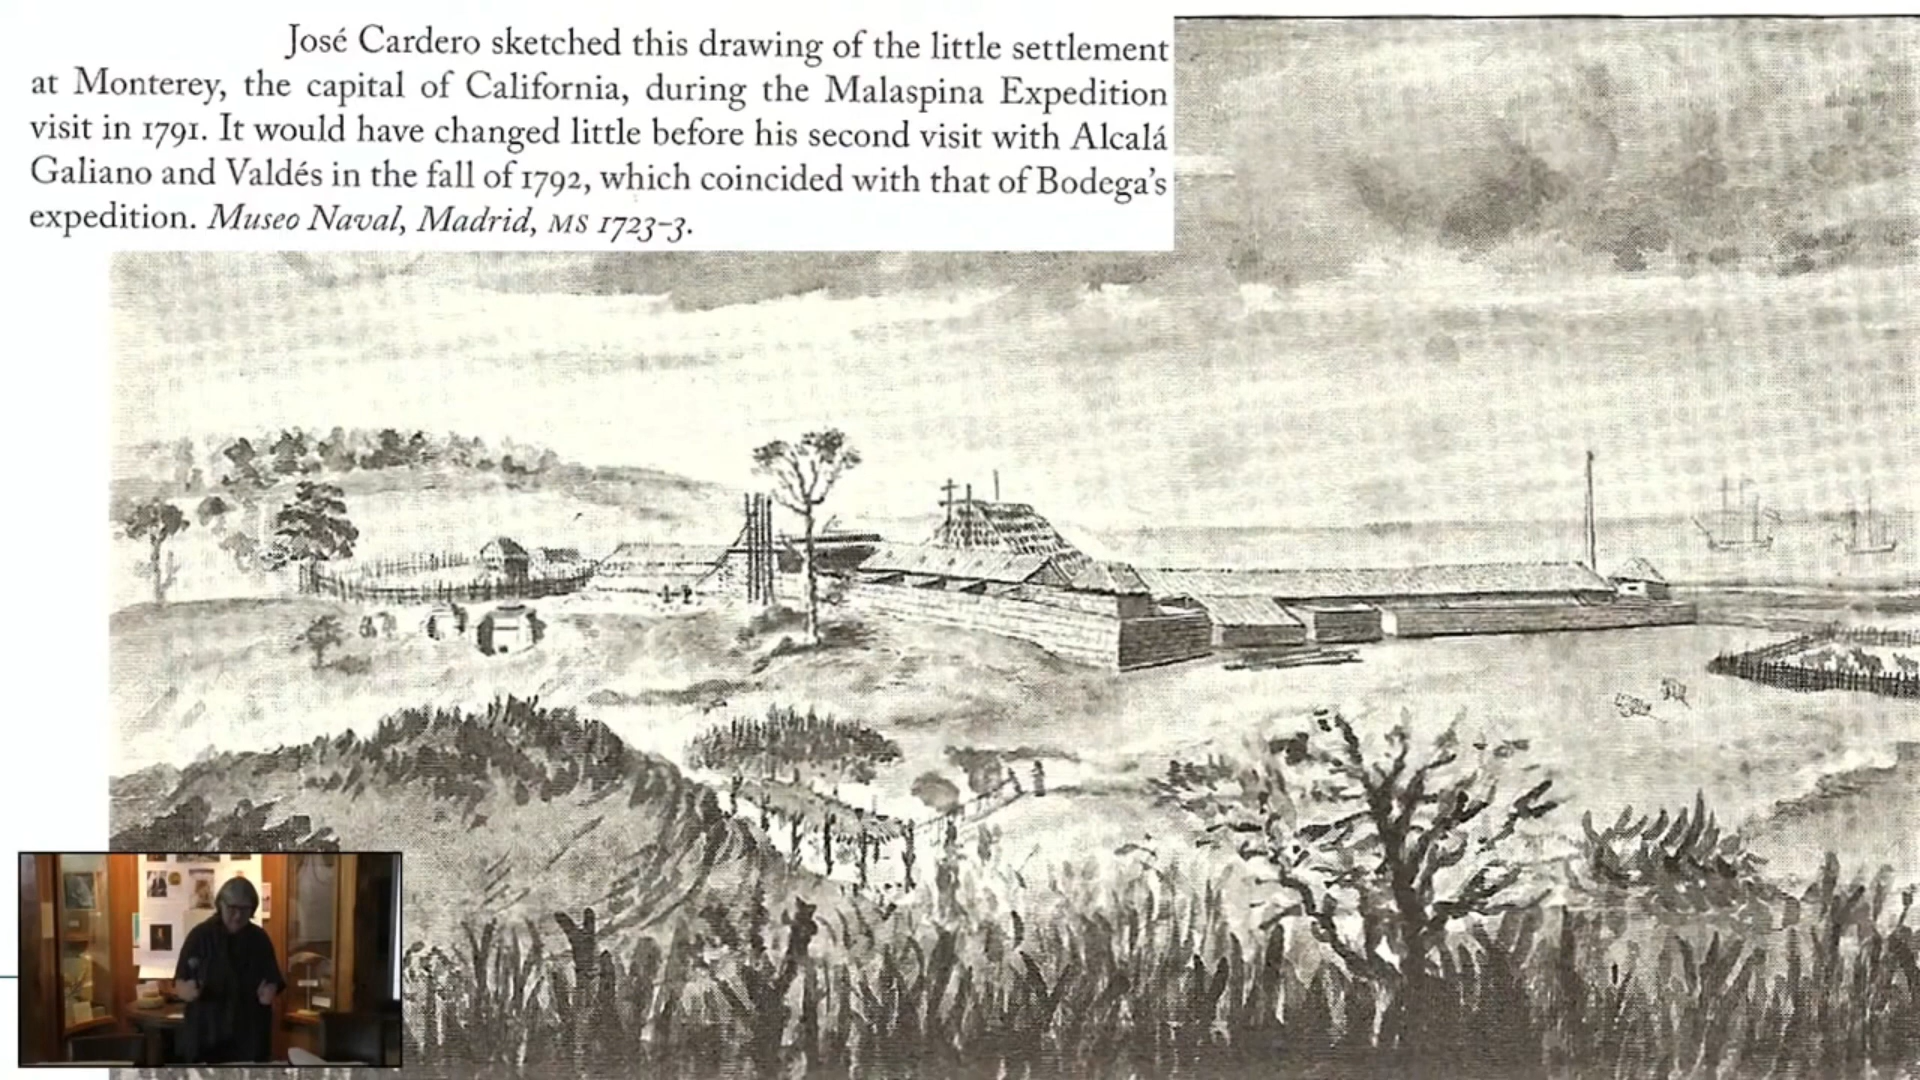 José Cardero sketched this drawing of the little settlement
at Monterey, the capital of California, during the Malaspina Expedition
visit in 1791. It would have changed little before his second visit with Alcalá
Galiano and Valdés in the fall of 1792, which coincided with that of Bodega's
expedition. Museo Naval, Madrid, MS 1723–3.